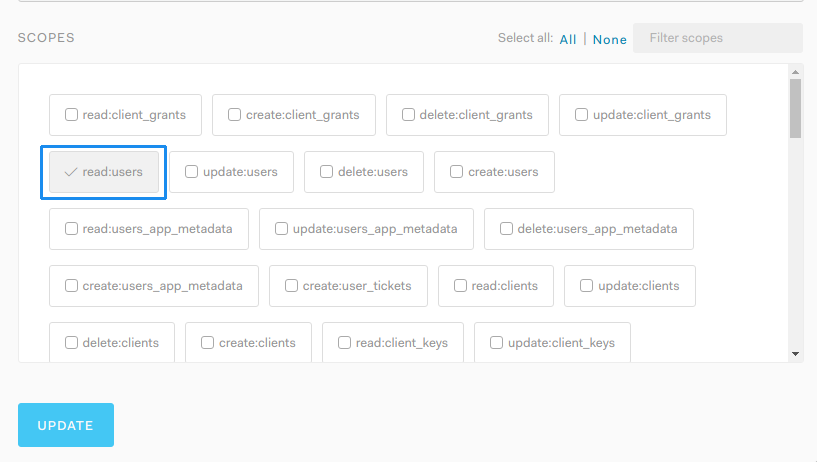 SCOPES Select all: All | None Filter scopes
read:client_grants create:client_grants delete:client_grants update:client_grants
read:users update:users delete:users create:users
read:users_app_metadata update:users_app_metadata delete:users_app_metadata
create:users_app_metadata create:user_tickets read:clients update:clients
delete:clients create:clients read:client_keys update:client_keys
UPDATE